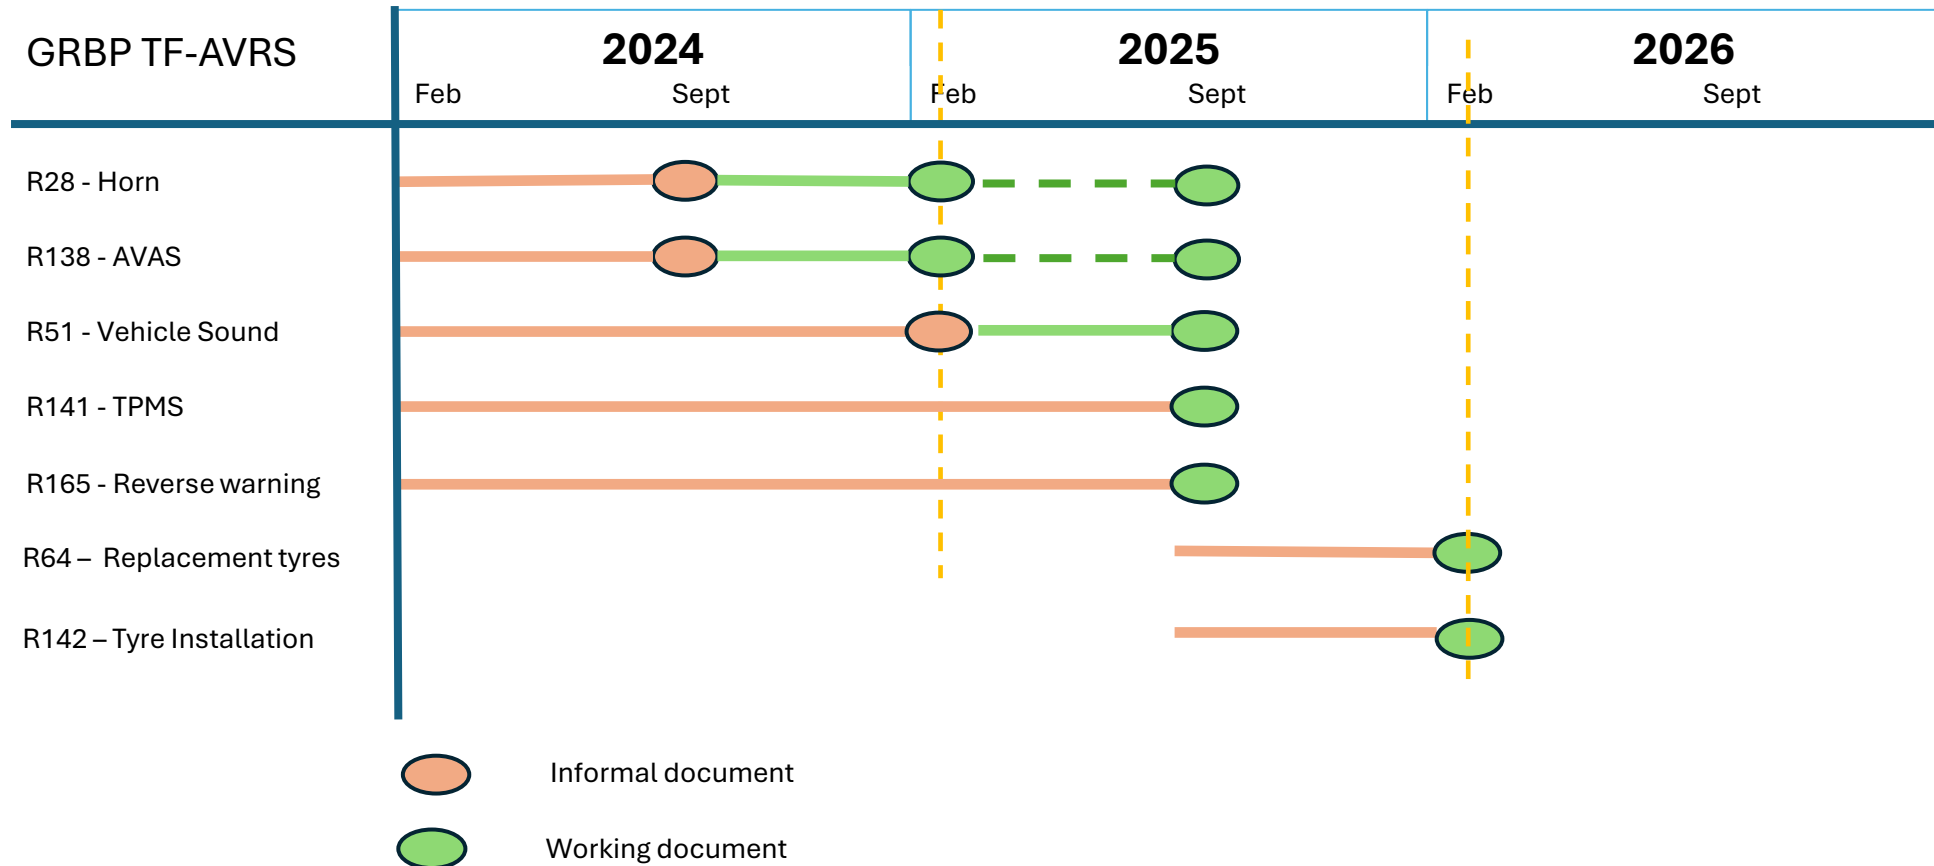 GRBP TF-AVRS
2024
2025
2026
Feb
Sept
Feb
Sept
Feb
Sept
R28 - Horn
R138 - AVAS
R51 - Vehicle Sound
R141 - TPMS
R165 - Reverse warning
R64 – Replacement tyres
R142 – Tyre Installation
Informal document
Working document